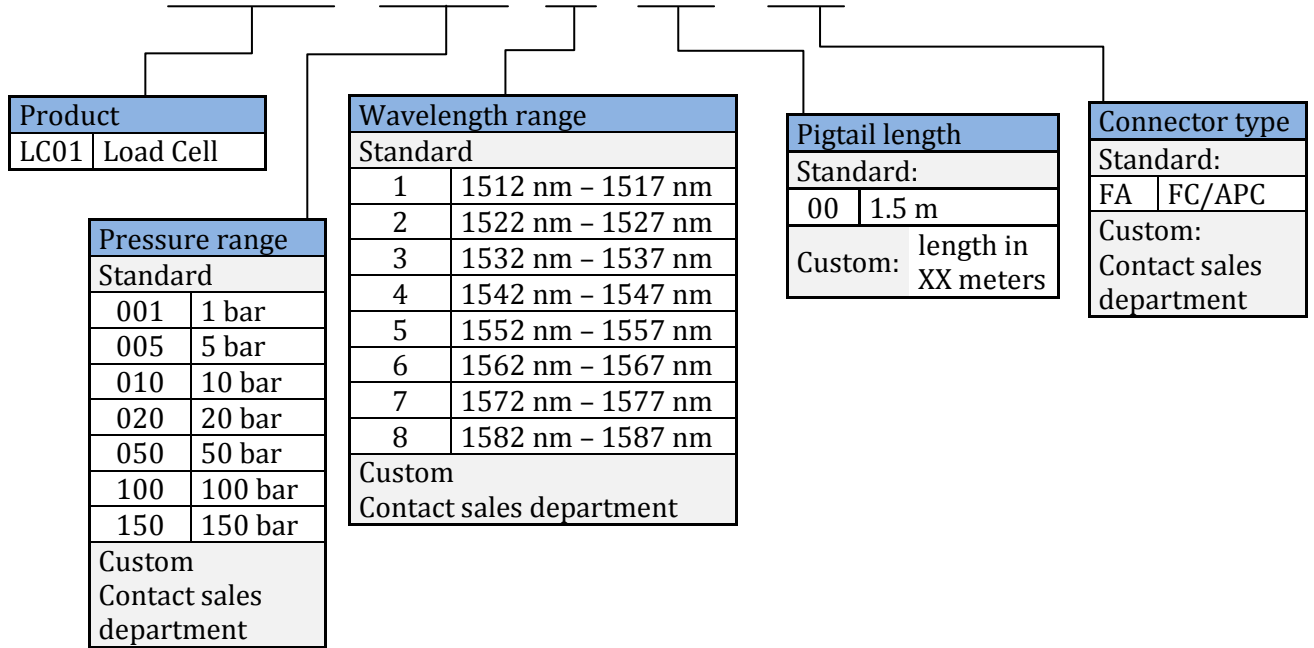 Product
LC01 Load Cell
Pressure range
Standard
001 1 bar
005 5 bar
010 10 bar
020 20 bar
050 50 bar
100 100 bar
150 150 bar
Custom
Contact sales
department
Wavelength range
Standard
1 1512 nm – 1517 nm
2 1522 nm – 1527 nm
3 1532 nm – 1537 nm
4 1542 nm – 1547 nm
5 1552 nm – 1557 nm
6 1562 nm – 1567 nm
7 1572 nm – 1577 nm
8 1582 nm – 1587 nm
Custom
Contact sales department
Pigtail length
Standard:
00 1.5 m
Custom: length in
XX meters
Connector type
Standard:
FA FC/APC
Custom:
Contact sales
department